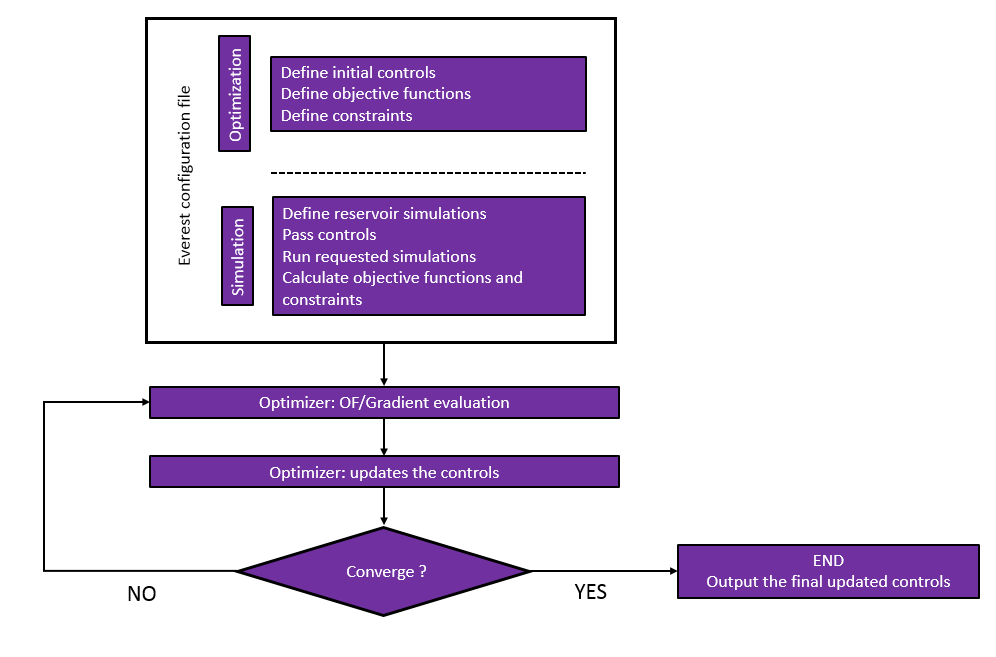 Everest configuration file
Optimization
Define initial controls
Define objective functions
Define constraints
Simulation
Define reservoir simulations
Pass controls
Run requested simulations
Calculate objective functions and
constraints
Optimizer: OF/Gradient evaluation
Optimizer: updates the controls
Converge ?
NO
YES
END
Output the final updated controls